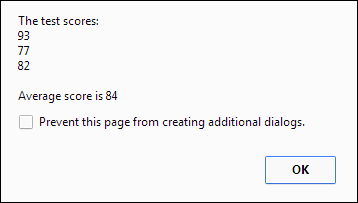 The test scores:
93
77
82
Average score is 84
Prevent this page from creating additional dialogs.
OK